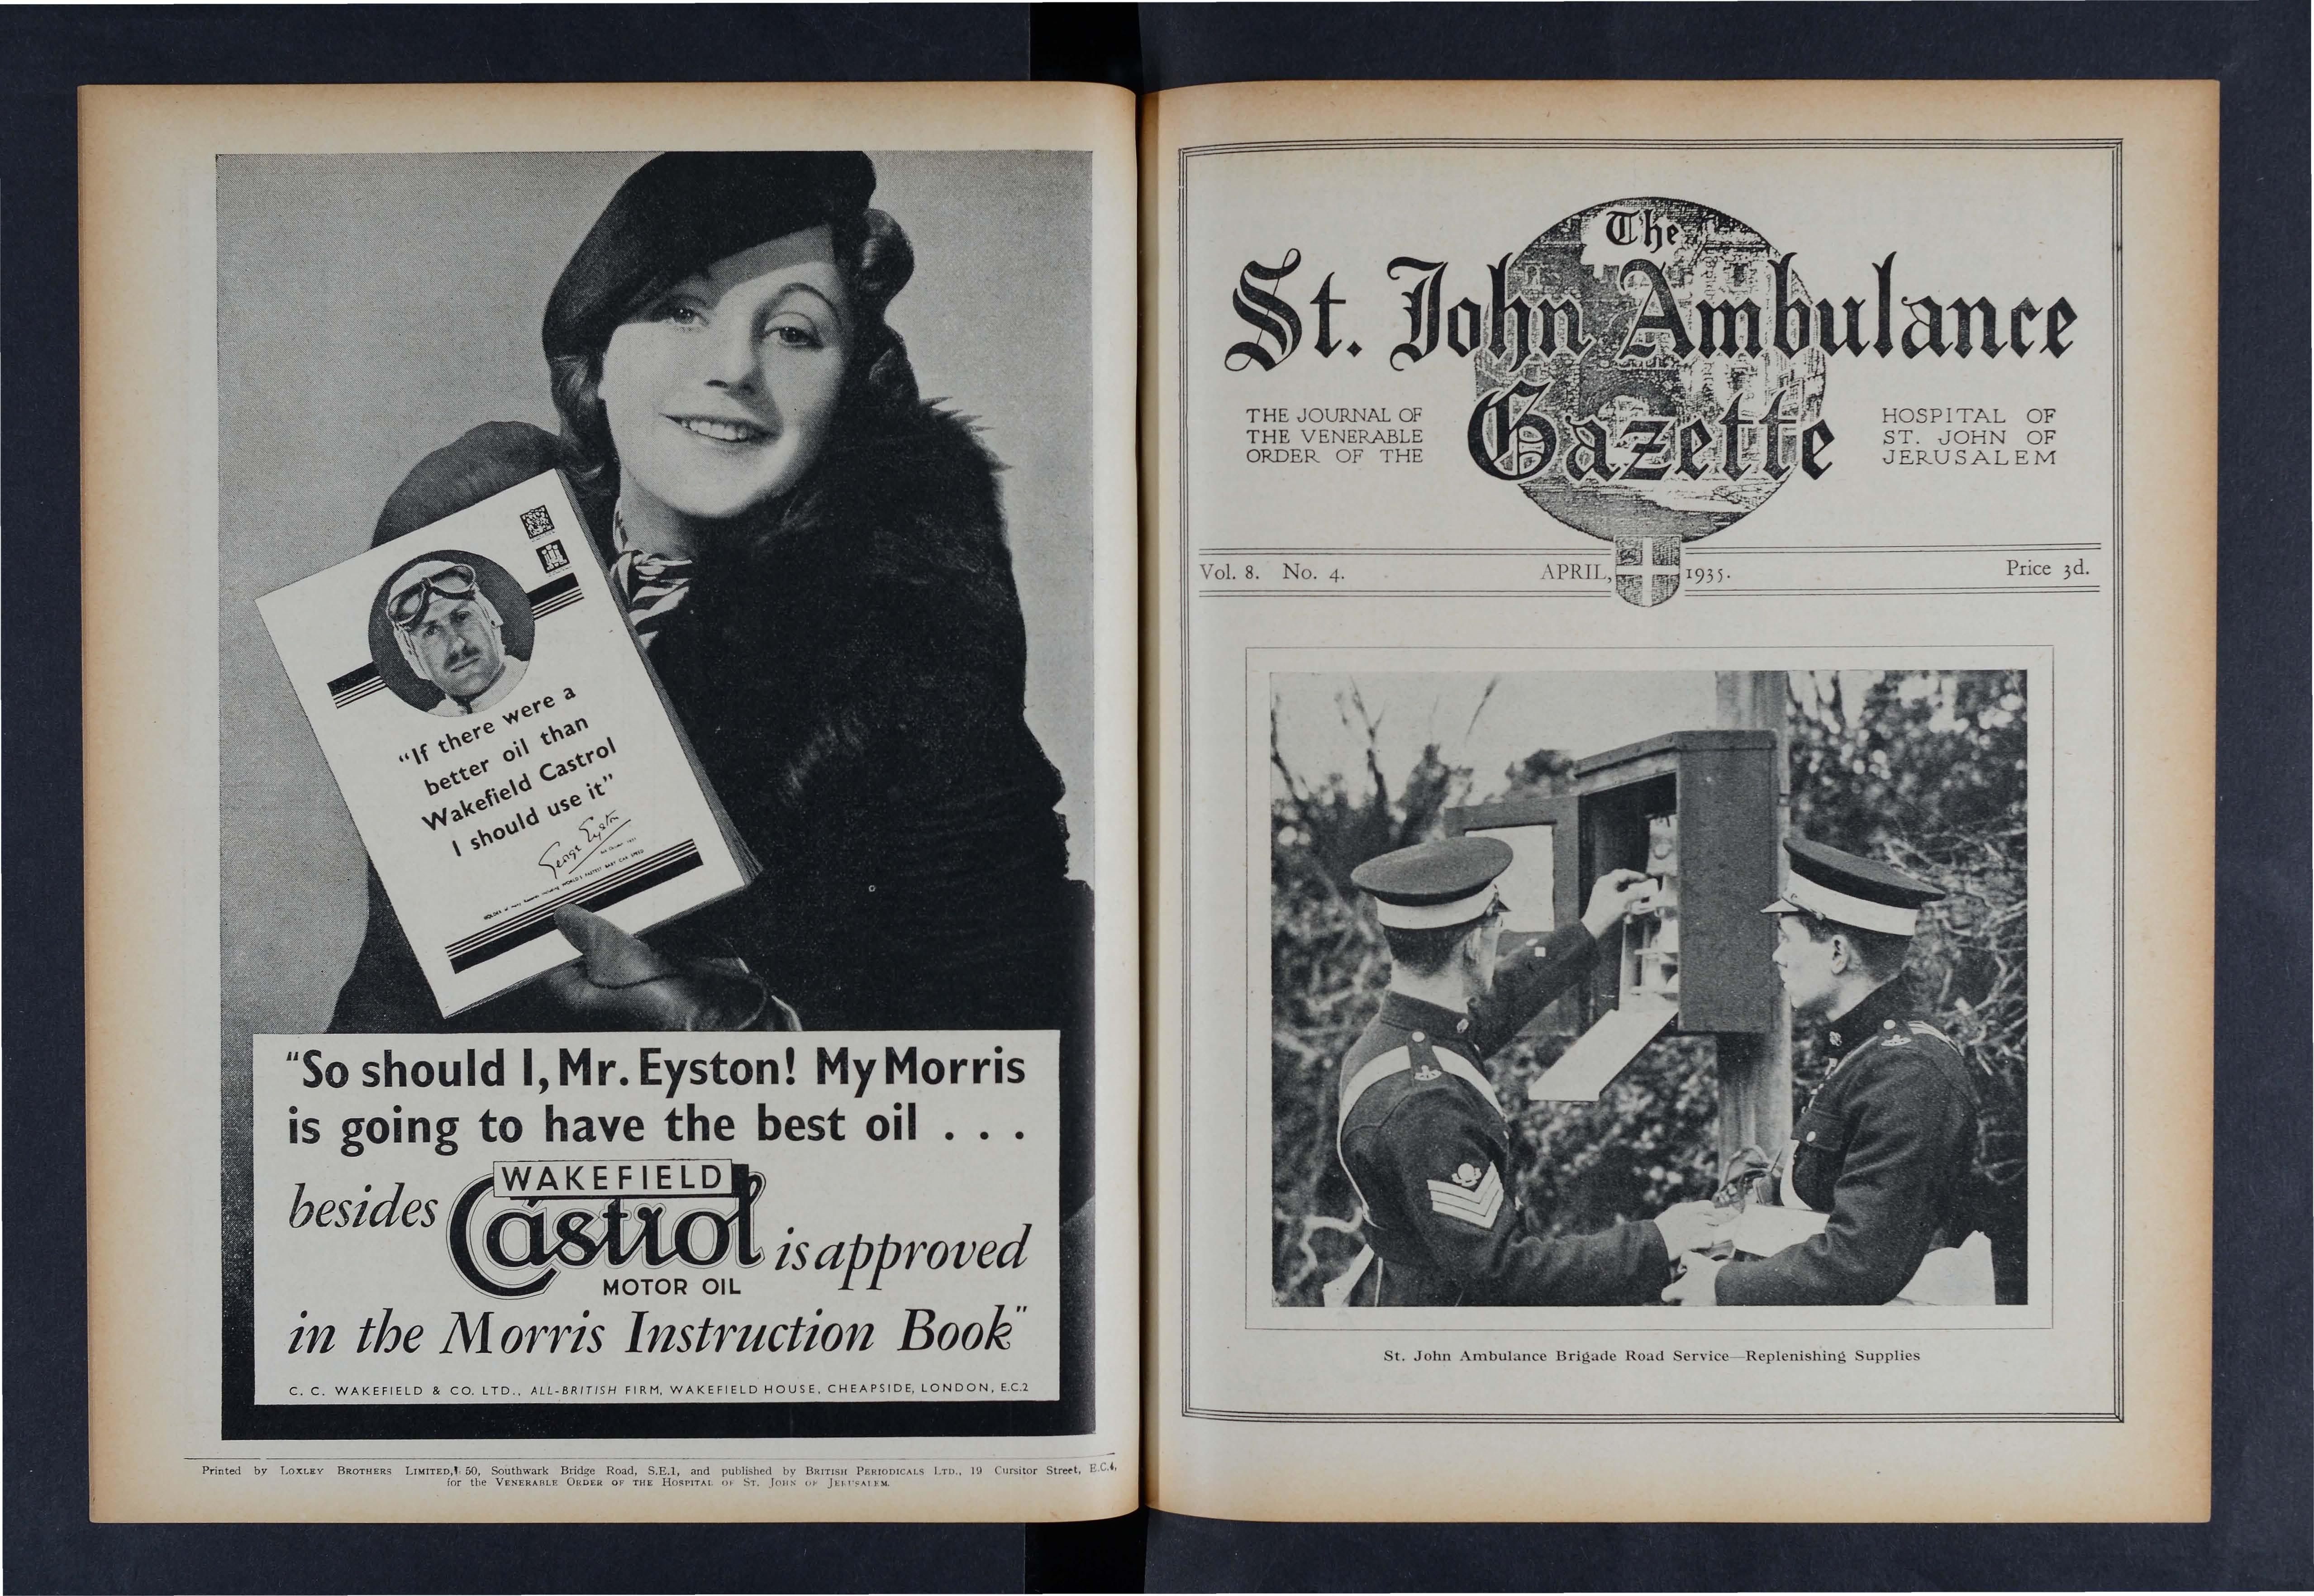 "If there were a
better oil than
Wakefield Castrol
I should use it"
George Eyston
"So should I, Mr. Eyston! My Morris
is going to have the best oil . . .
besides WAKEFIELD
Castrol
MOTOR OIL
is approved
in the Morris Instruction Book"
C. C. WAKEFIELD & CO. LTD., ALL-BRITISH FIRM, WAKEFIELD HOUSE, CHEAPSIDE, LONDON, E.C.2
Printed by LOXLEY BROTHERS LIMITED, 50, Southwark Bridge Road, S.E.1, and published by BRITISH PERIODICALS LTD., 19 Cursitor Street, E.C.4,
for the VENERABLE ORDER OF THE HOSPITAL OF ST. JOHN OF JERUSALEM.
The
St. John Ambulance
Gazette
THE JOURNAL OF
THE VENERABLE
ORDER OF THE
HOSPITAL OF
ST. JOHN OF
JERUSALEM
Vol. 8. No. 4. APRIL, 1935. Price 3d.
St. John Ambulance Brigade Road Service—Replenishing Supplies